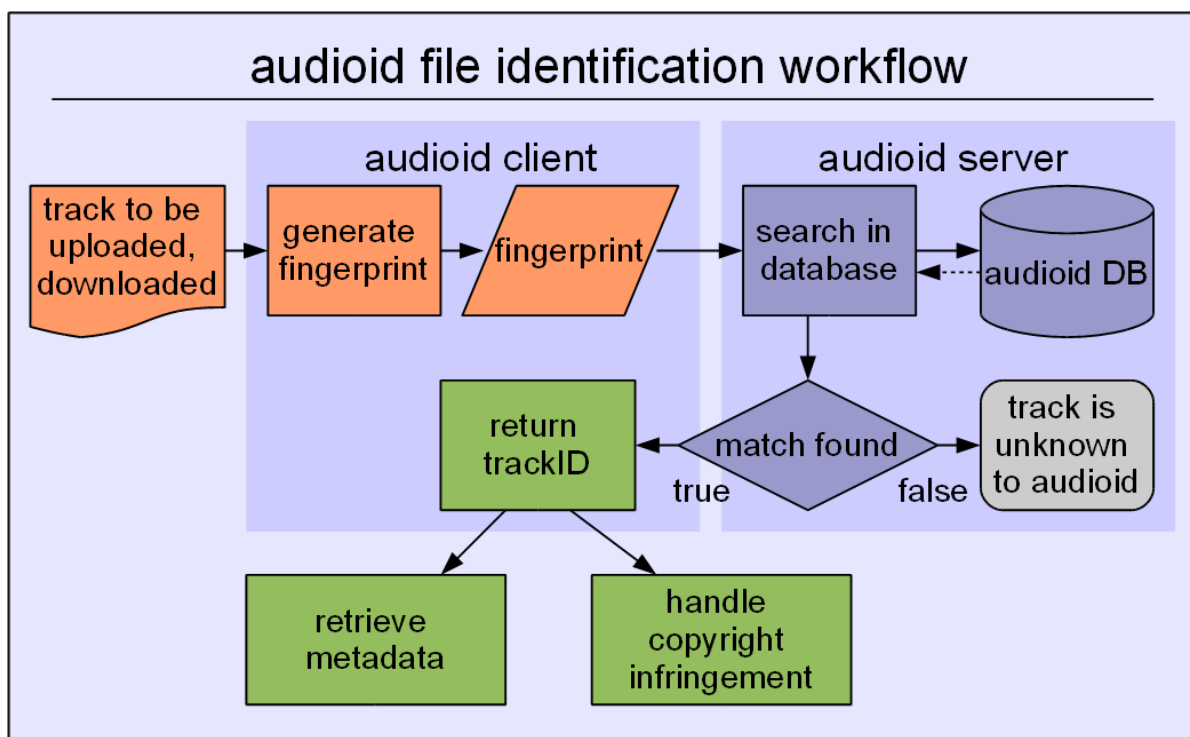 audioid file identification workflow
audioid client
audioid server
track to be
uploaded,
downloaded
generate
fingerprint
fingerprint
search in
database
audioid DB
return
trackID
match found
true
false
track is
unknown
to audioid
retrieve
metadata
handle
copyright
infringement